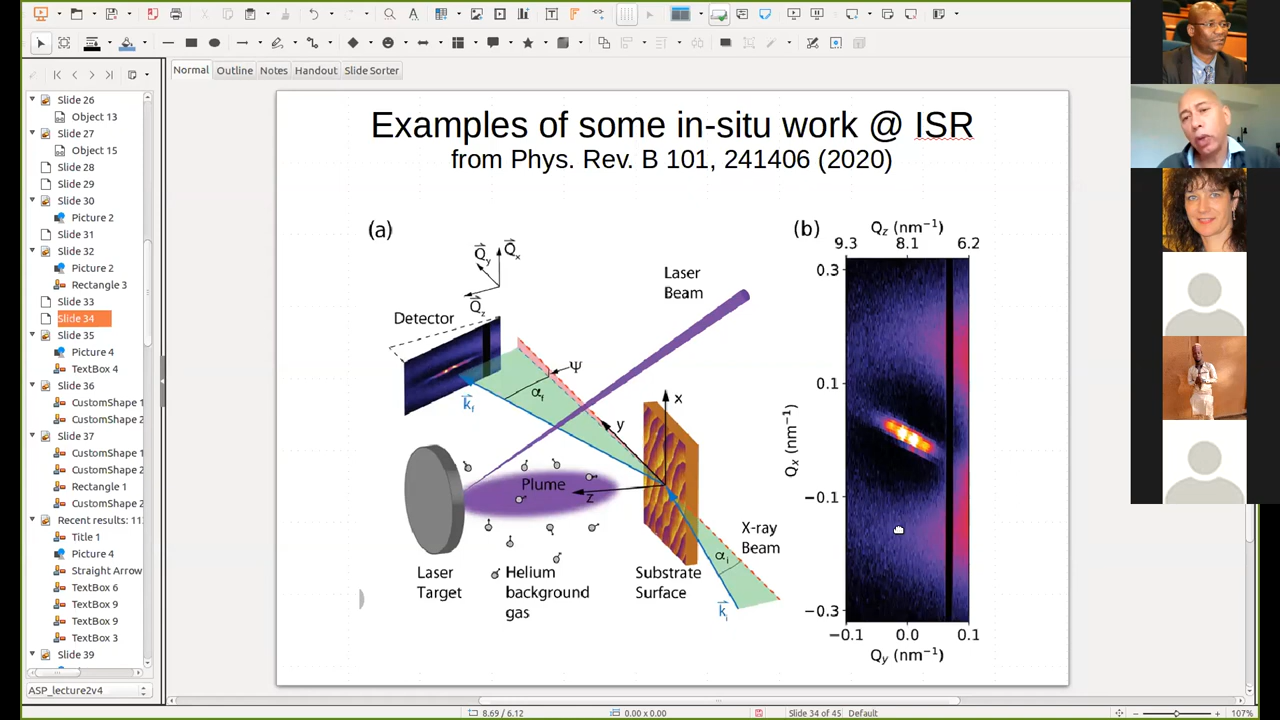 Normal
Outline
Notes
Handout
Slide Sorter
Slide 26
Object 13
Slide 27
Object 15
Slide 28
Slide 29
Slide 30
Picture 2
Slide 31
Slide 32
Picture 2
Rectangle 3
Slide 33
Slide 34
Slide 35
Picture 4
TextBox 4
Slide 36
CustomShape 1
CustomShape 2
Slide 37
CustomShape 1
CustomShape 2
Rectangle 1
CustomShape 2
Recent results: 11
Title 1
Picture 4
Straight Arrow
TextBox 6
TextBox 9
TextBox 9
TextBox 3
Slide 39
ASP_lecture2v4
Examples of some in-situ work @ ISR
from Phys. Rev. B 101, 241406 (2020)
(a)
Q⃗y
Q⃗x
Q⃗z
Detector
Laser
Beam
Ψ
αf
k⃗f
x
y
z
Plume
X-ray
Beam
αi
k⃗i
Laser
Target
Helium
background
gas
Substrate
Surface
(b)
Qz (nm⁻¹)
9.3 8.1 6.2
0.3
0.1
−0.1
−0.3
Qx (nm⁻¹)
−0.1 0.0 0.1
Qy (nm⁻¹)
8.69 / 6.12
0.00 x 0.00
Slide 34 of 45
Default
107%